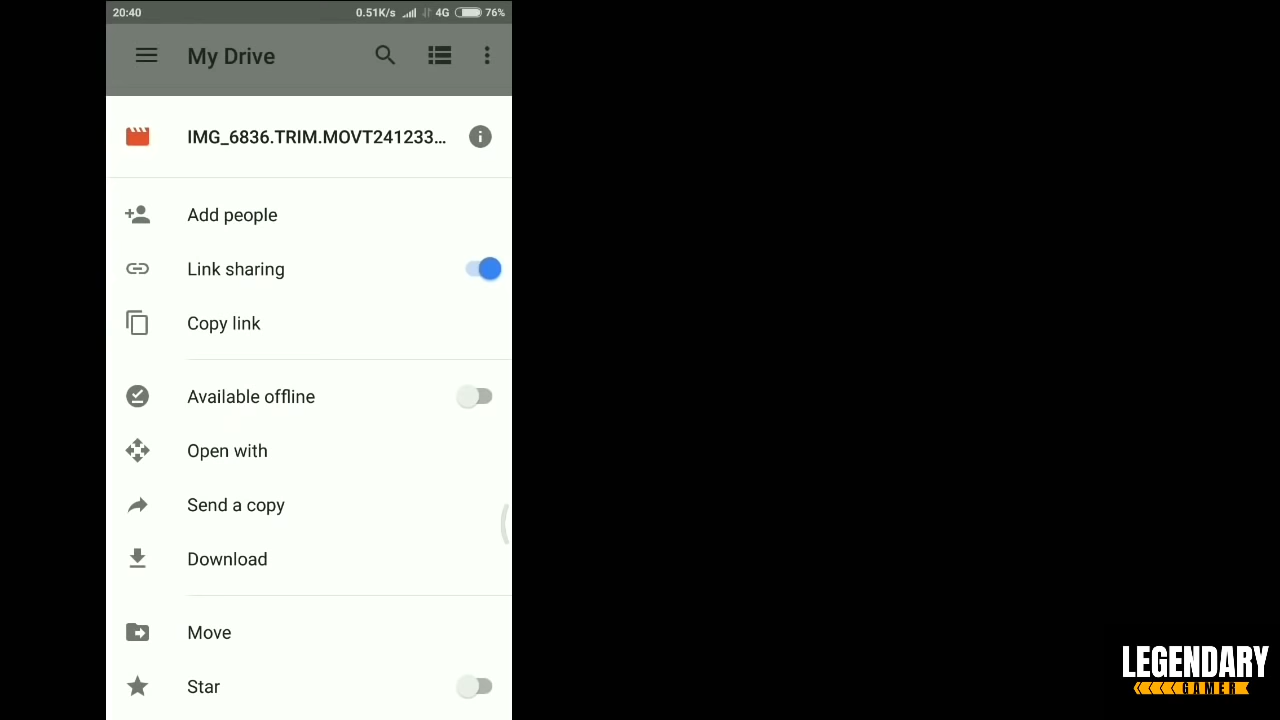 20:40 0.51K/s 4G 76%
My Drive
IMG_6836.TRIM.MOVT241233...
Add people
Link sharing
Copy link
Available offline
Open with
Send a copy
Download
Move
Star
LEGENDARY
GAMER